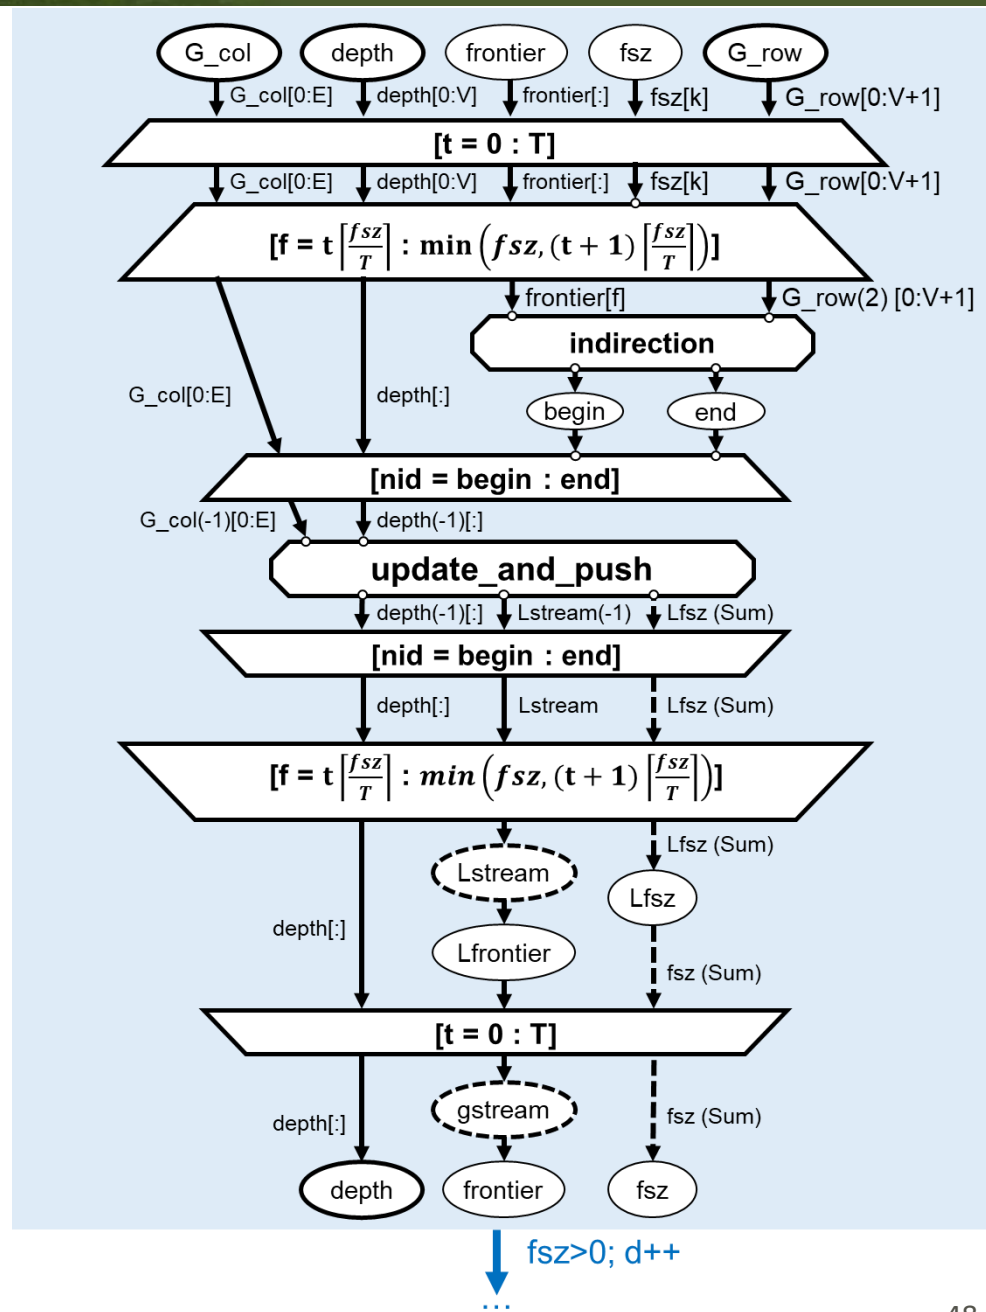 G_col depth frontier fsz G_row
G_col[0:E] depth[0:V] frontier[:] fsz[k] G_row[0:V+1]
[t = 0 : T]
G_col[0:E] depth[0:V] frontier[:] fsz[k] G_row[0:V+1]
[f = t⌈fsz/T⌉ : min(fsz, (t + 1)⌈fsz/T⌉)]
frontier[f] G_row(2) [0:V+1]
indirection
G_col[0:E] depth[:] begin end
[nid = begin : end]
G_col(-1)[0:E] depth(-1)[:]
update_and_push
depth(-1)[:] Lstream(-1) Lfsz (Sum)
[nid = begin : end]
depth[:] Lstream Lfsz (Sum)
[f = t⌈fsz/T⌉ : min(fsz, (t + 1)⌈fsz/T⌉)]
Lfsz (Sum)
Lstream
Lfsz
depth[:] Lfrontier
fsz (Sum)
[t = 0 : T]
depth[:] gstream fsz (Sum)
depth frontier fsz
fsz>0; d++
...